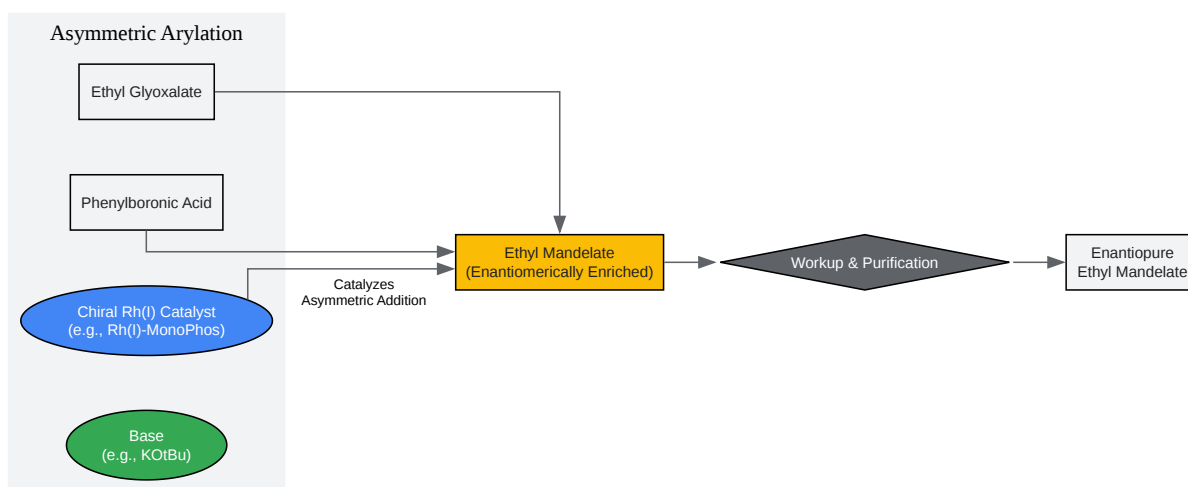 Asymmetric Arylation
Ethyl Glyoxalate
Phenylboronic Acid
Ethyl Mandelate
(Enantiomerically Enriched)
Workup & Purification
Enantiopure
Ethyl Mandelate
Catalyzes
Asymmetric Addition
Chiral Rh(I) Catalyst
(e.g., Rh(I)-MonoPhos)
Base
(e.g., KOtBu)